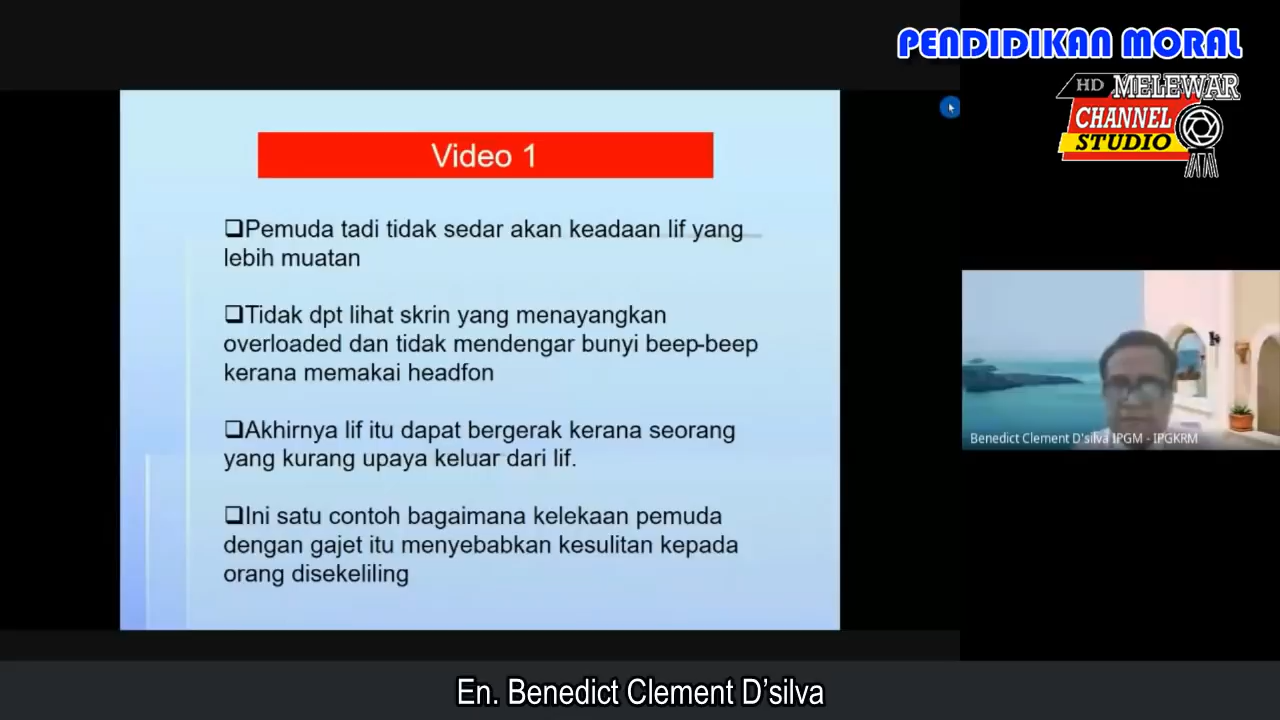 PENDIDIKAN MORAL
HD MELEWAR
CHANNEL
STUDIO
Video 1
❑Pemuda tadi tidak sedar akan keadaan lif yang
lebih muatan
❑Tidak dpt lihat skrin yang menayangkan
overloaded dan tidak mendengar bunyi beep-beep
kerana memakai headfon
❑Akhirnya lif itu dapat bergerak kerana seorang
yang kurang upaya keluar dari lif.
❑Ini satu contoh bagaimana kelekaan pemuda
dengan gajet itu menyebabkan kesulitan kepada
orang disekeliling
Benedict Clement D'silva IPGM - IPGKRM
En. Benedict Clement D’silva